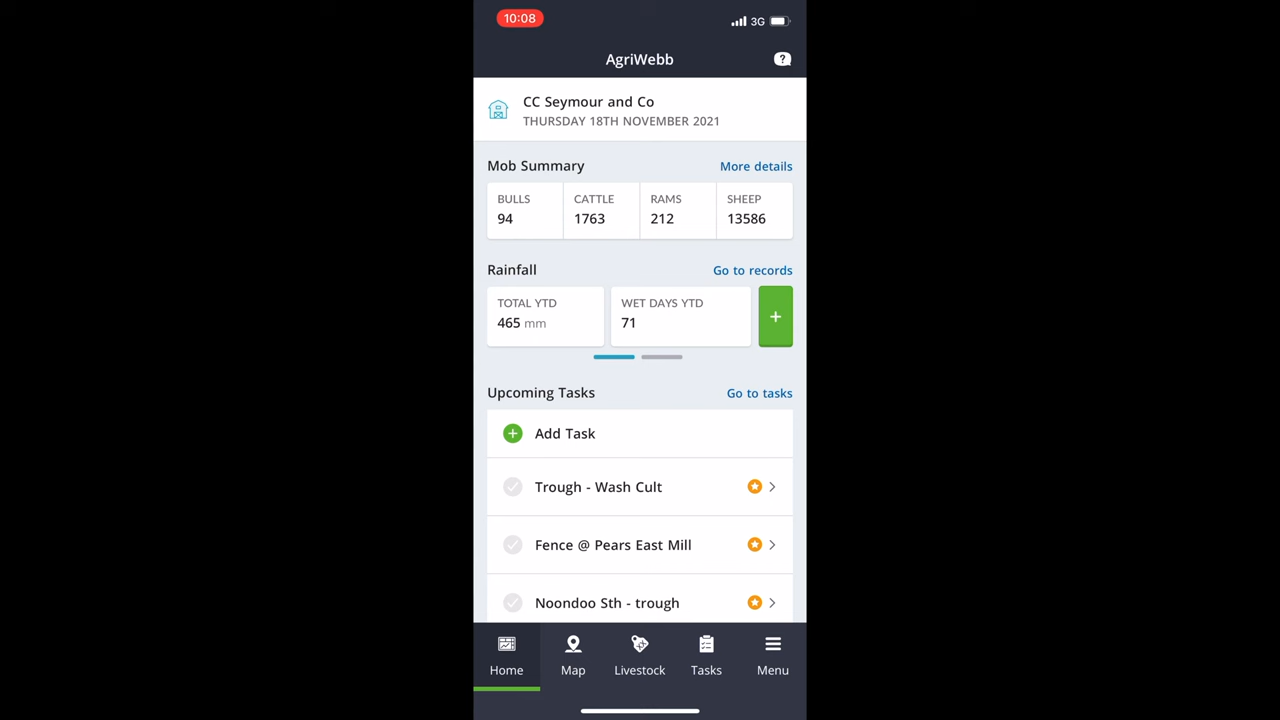 10:08
3G
AgriWebb
?
CC Seymour and Co
THURSDAY 18TH NOVEMBER 2021
Mob Summary More details
BULLS CATTLE RAMS SHEEP
94 1763 212 13586
Rainfall Go to records
TOTAL YTD WET DAYS YTD
465 mm 71 +
Upcoming Tasks Go to tasks
+ Add Task
Trough - Wash Cult
Fence @ Pears East Mill
Noondoo Sth - trough
Home Map Livestock Tasks Menu